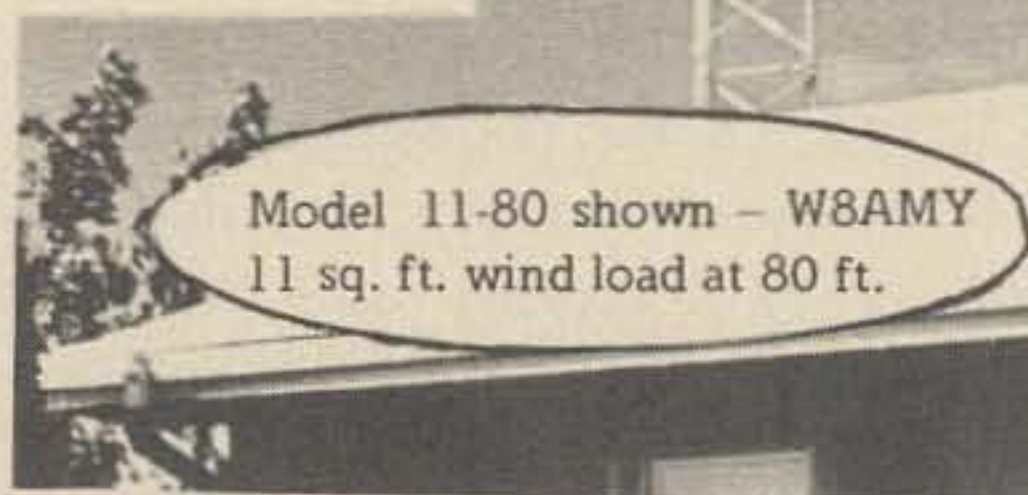 Model 11-80 shown – W8AMY
11 sq. ft. wind load at 80 ft.